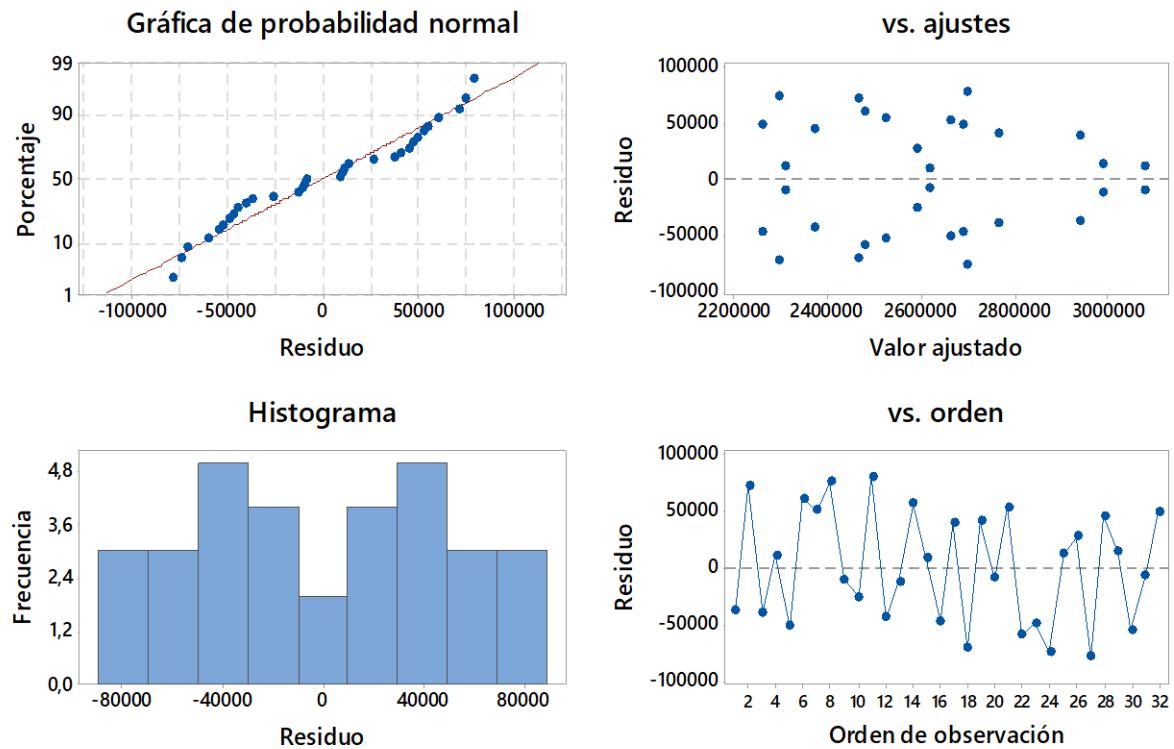 Gráfica de probabilidad normal
99
90
50
10
1
Porcentaje
-100000 -50000 0 50000 100000
Residuo
vs. ajustes
100000
50000
0
-50000
-100000
Residuo
2200000 2400000 2600000 2800000 3000000
Valor ajustado
Histograma
4,8
3,6
2,4
1,2
0,0
Frecuencia
-80000 -40000 0 40000 80000
Residuo
vs. orden
100000
50000
0
-50000
-100000
Residuo
2 4 6 8 10 12 14 16 18 20 22 24 26 28 30 32
Orden de observación